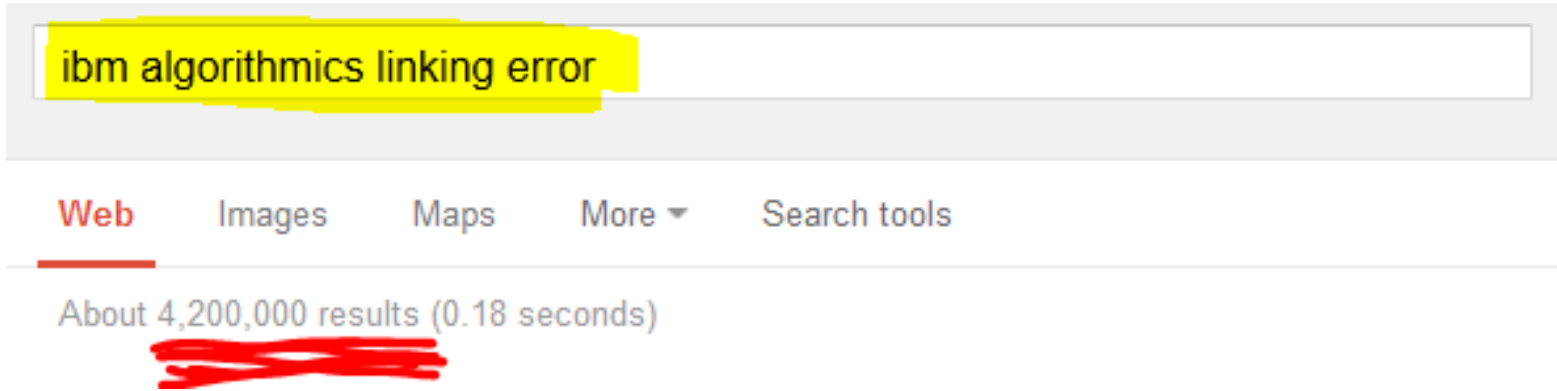 ibm algorithmics linking error
Web Images Maps More Search tools
About 4,200,000 results (0.18 seconds)